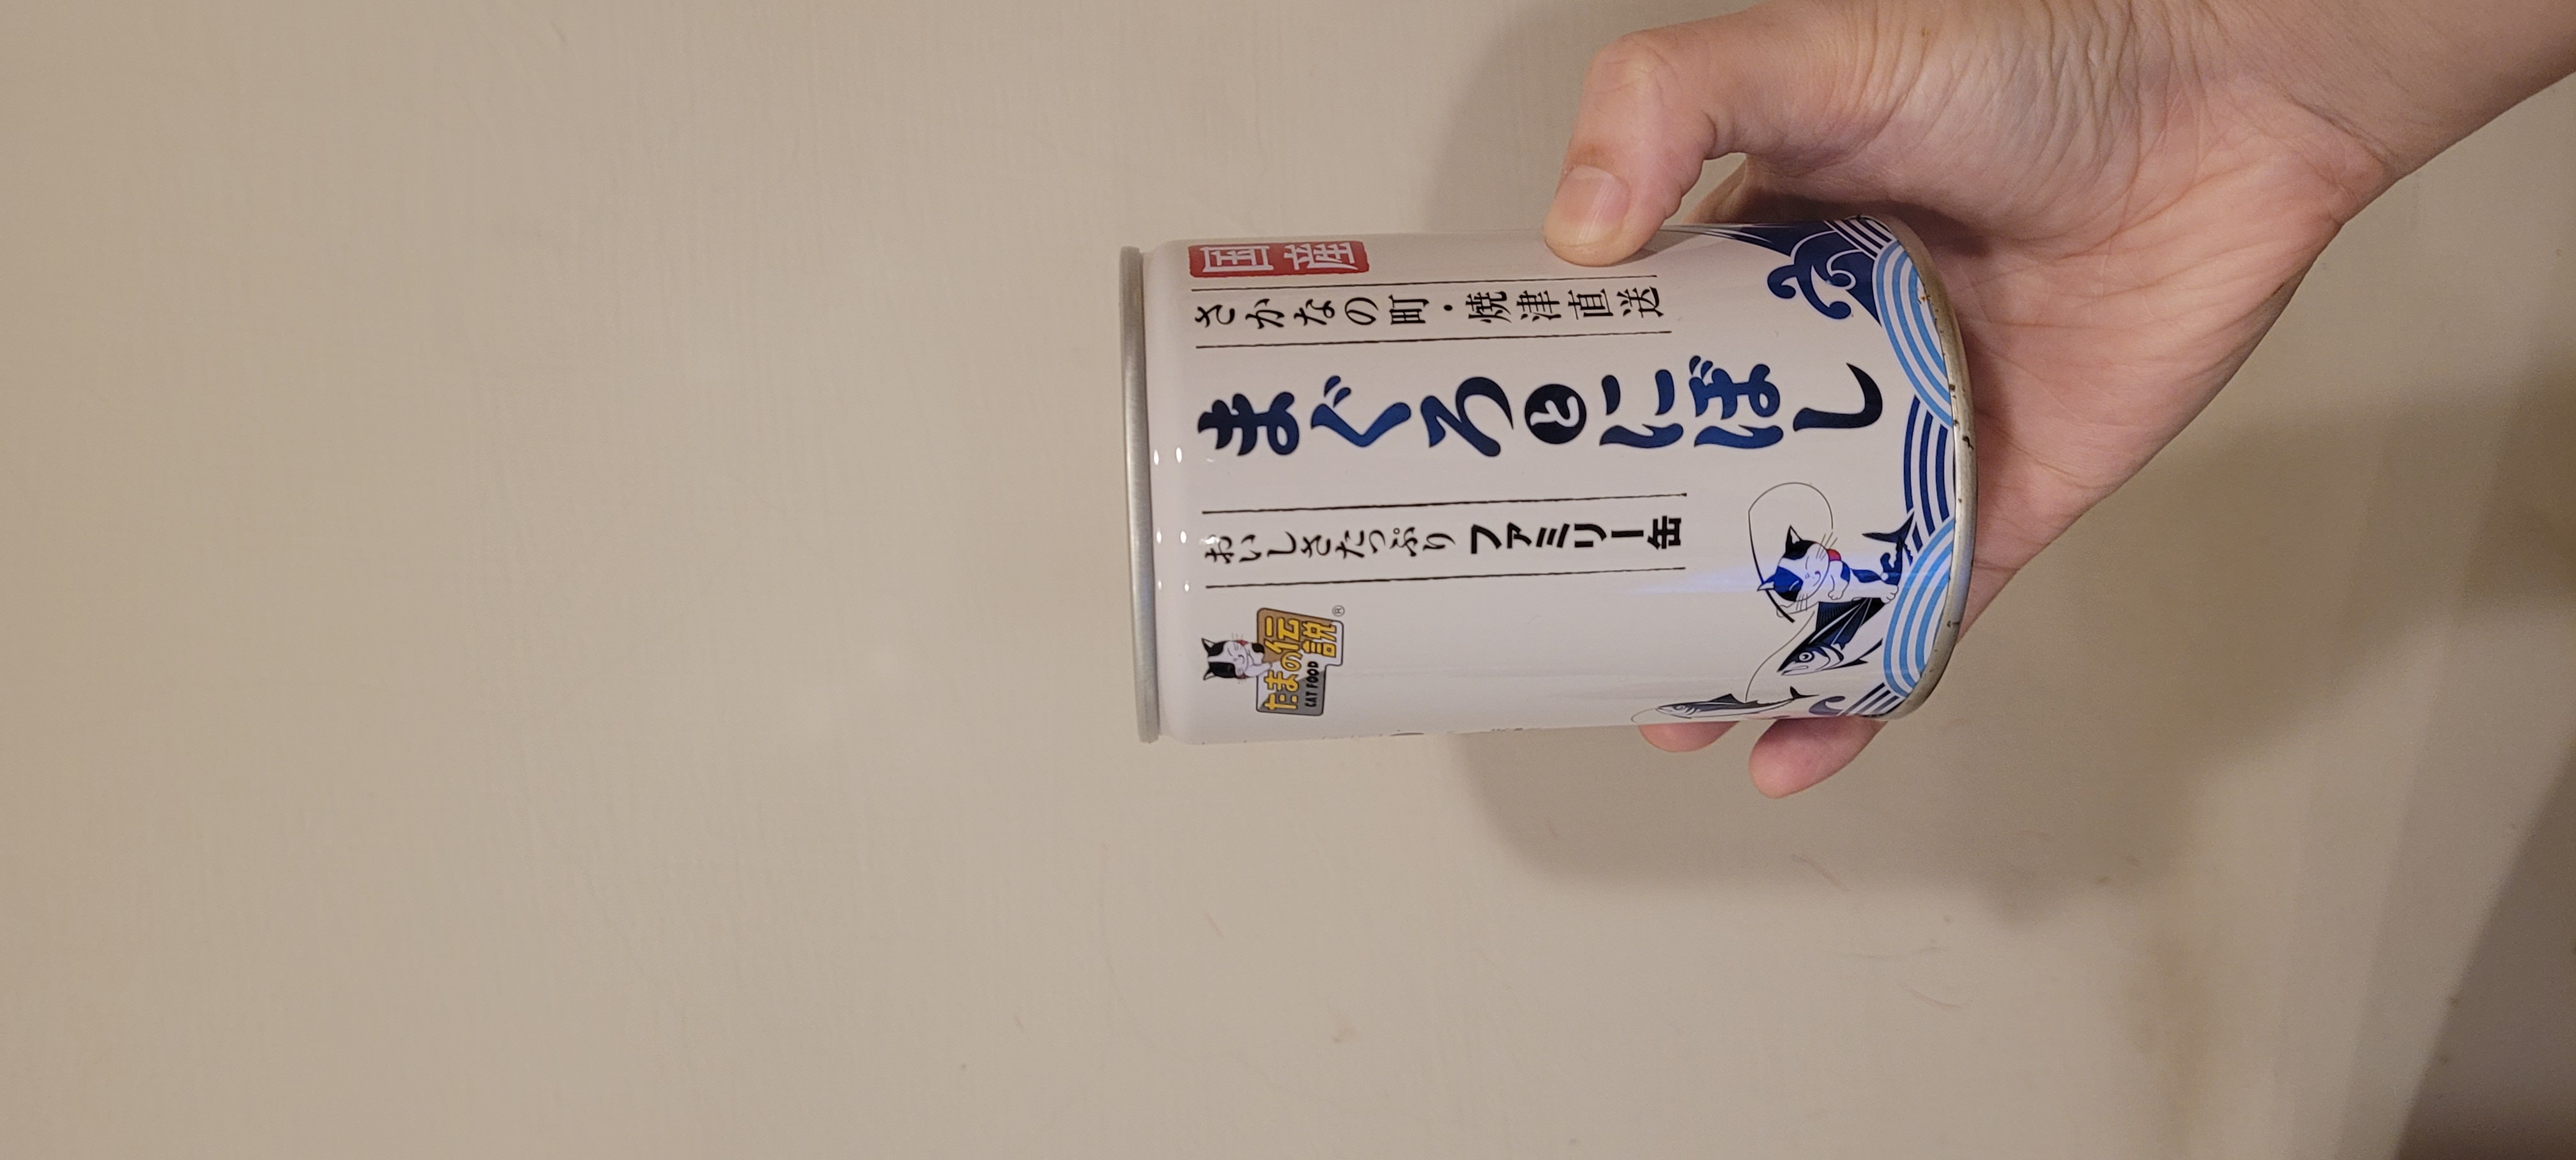 国産
さかなの町・焼津直送
まぐろとにぼし
おいしさたっぷり ファミリー缶
たまの伝説
CAT FOOD
®